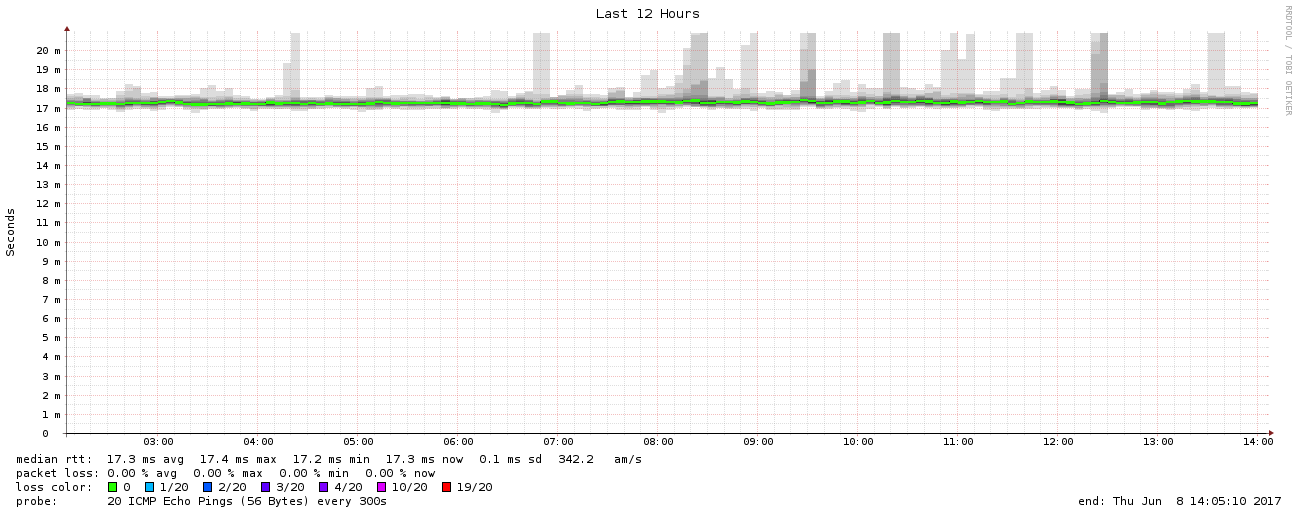 Last 12 Hours
RRDTOOL / TOBI OETIKER
Seconds
20 m
19 m
18 m
17 m
16 m
15 m
14 m
13 m
12 m
11 m
10 m
9 m
8 m
7 m
6 m
5 m
4 m
3 m
2 m
1 m
0
03:00 04:00 05:00 06:00 07:00 08:00 09:00 10:00 11:00 12:00 13:00 14:00
median rtt: 17.3 ms avg 17.4 ms max 17.2 ms min 17.3 ms now 0.1 ms sd 342.2 am/s
packet loss: 0.00 % avg 0.00 % max 0.00 % min 0.00 % now
loss color: 0 1/20 2/20 3/20 4/20 10/20 19/20
probe: 20 ICMP Echo Pings (56 Bytes) every 300s end: Thu Jun 8 14:05:10 2017